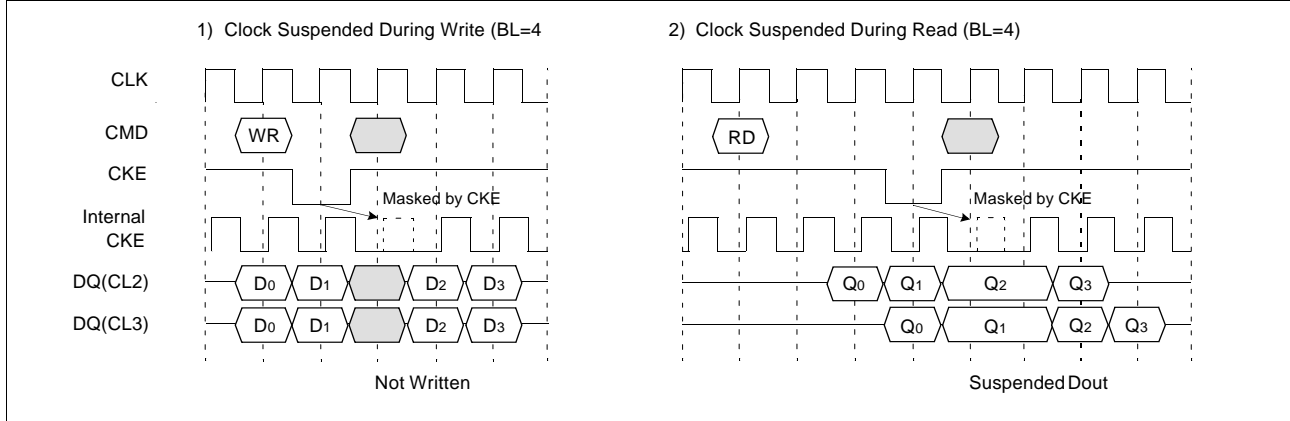 1) Clock Suspended During Write (BL=4
2) Clock Suspended During Read (BL=4)
CLK
CMD WR RD
CKE
Masked by CKE Masked by CKE
Internal
CKE
DQ(CL2) D0 D1 D2 D3 Q0 Q1 Q2 Q3
DQ(CL3) D0 D1 D2 D3 Q0 Q1 Q2 Q3
Not Written Suspended Dout